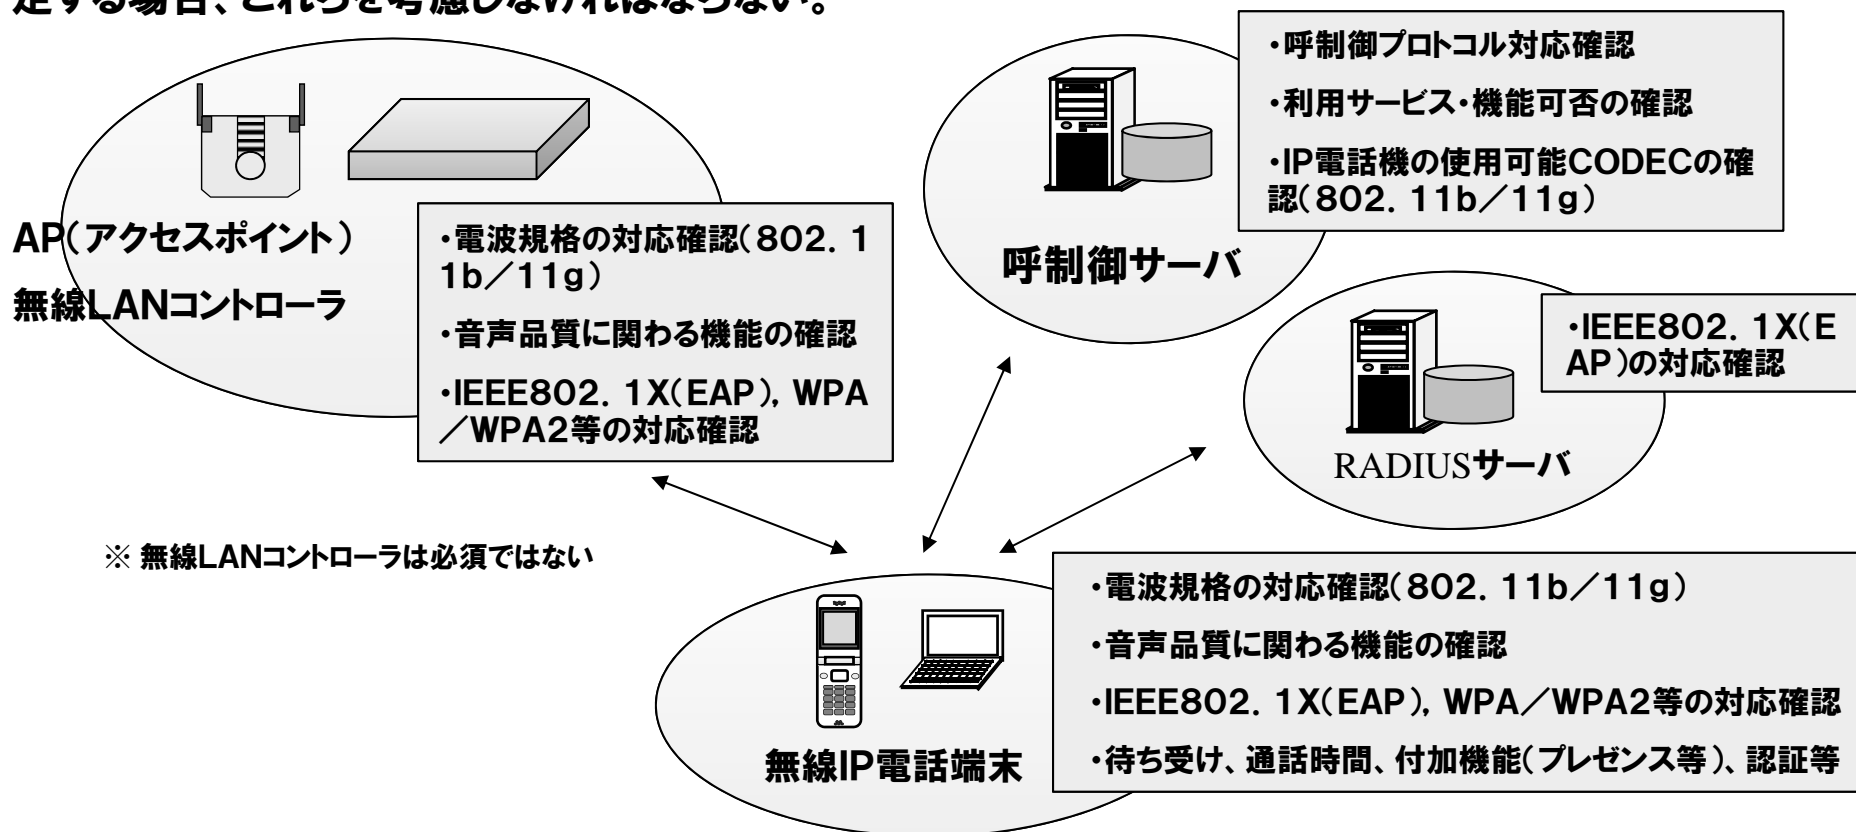 定する場合、これらを考慮しなければならない。
AP(アクセスポイント)
無線LANコントローラ
・電波規格の対応確認(802．1
1b／11g)
・音声品質に関わる機能の確認
・IEEE802．1X(EAP)，WPA
／WPA2等の対応確認
※ 無線LANコントローラは必須ではない
・呼制御プロトコル対応確認
・利用サービス・機能可否の確認
・IP電話機の使用可能CODECの確
認(802．11b／11g)
呼制御サーバ
・IEEE802．1X(E
AP)の対応確認
RADIUSサーバ
・電波規格の対応確認(802．11b／11g)
・音声品質に関わる機能の確認
・IEEE802．1X(EAP)，WPA／WPA2等の対応確認
・待ち受け、通話時間、付加機能(プレゼンス等)、認証等
無線IP電話端末